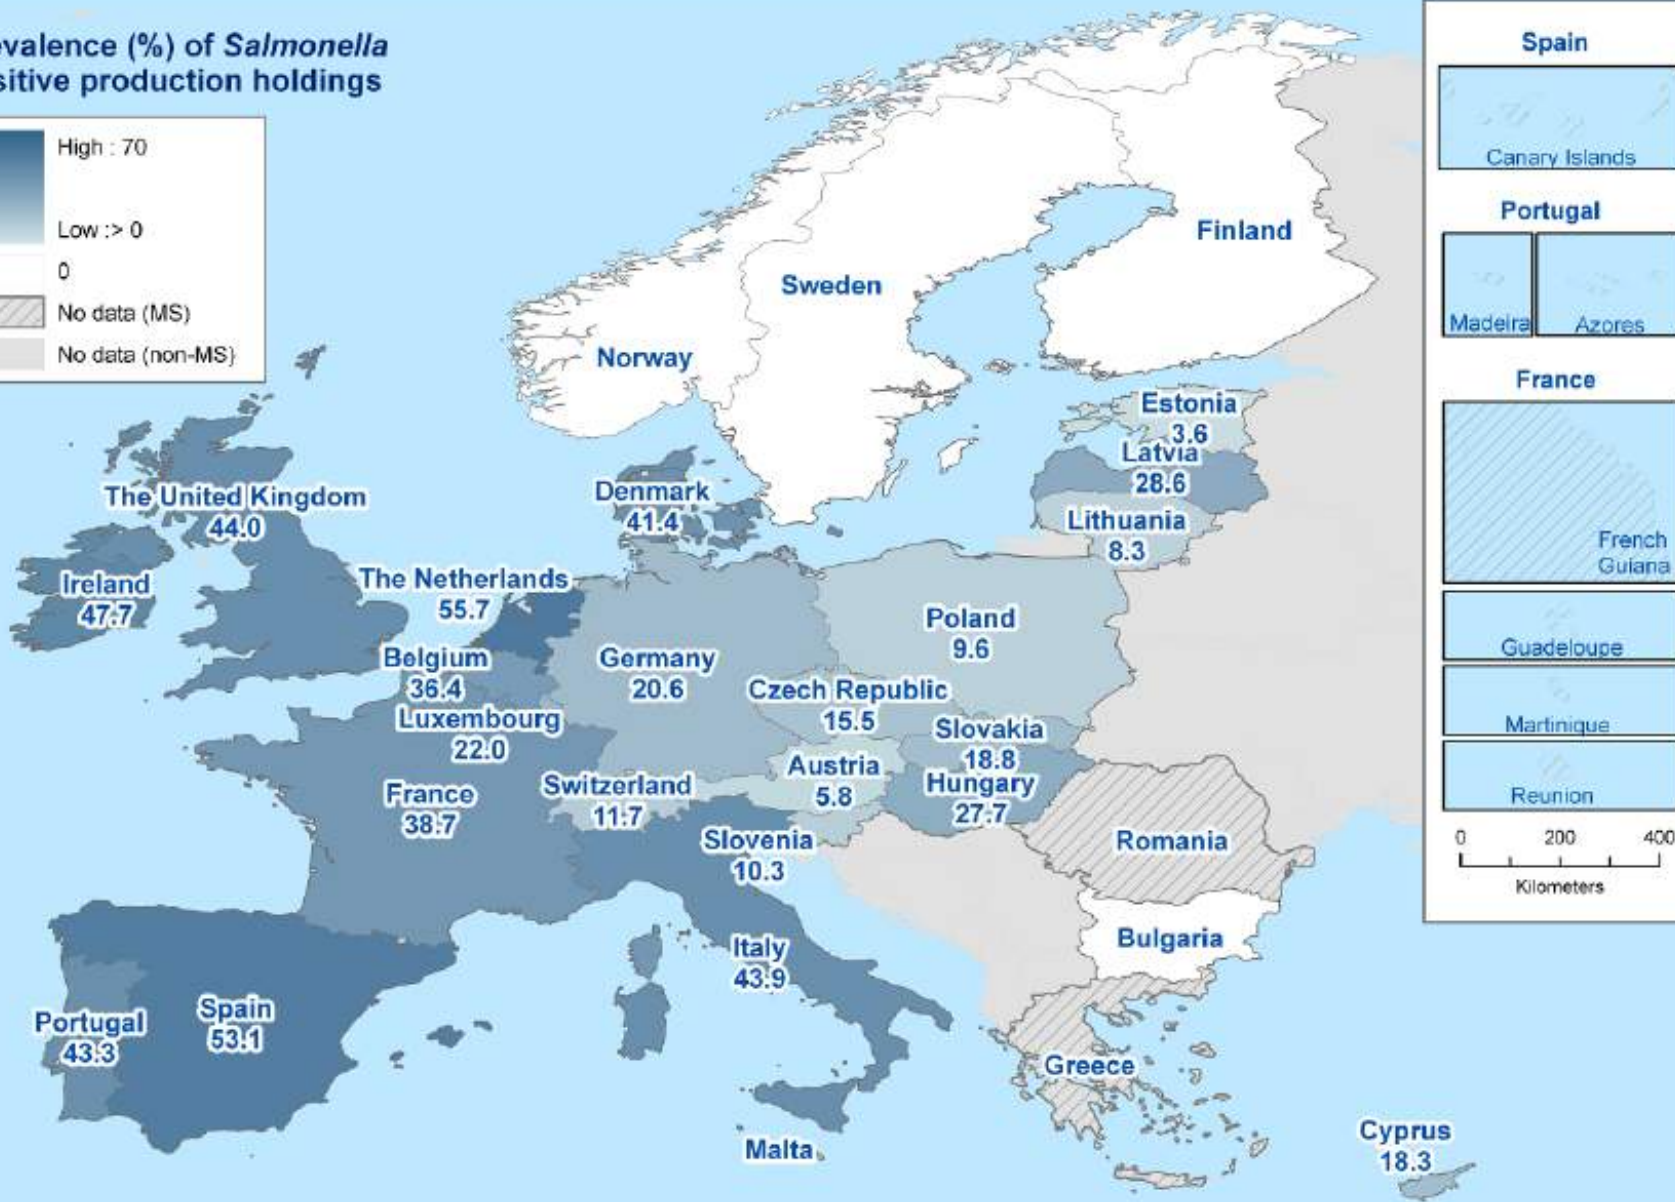 evalence (%) of Salmonella
sitive production holdings
High : 70
Low :> 0
0
No data (MS)
No data (non-MS)
Norway
Sweden
Finland
Estonia
3.6
Latvia
28.6
Lithuania
8.3
Denmark
41.4
The United Kingdom
44.0
Ireland
47.7
The Netherlands
55.7
Belgium
36.4
Luxembourg
22.0
Germany
20.6
Poland
9.6
Czech Republic
15.5
Slovakia
18.8
Austria
5.8
Hungary
27.7
Switzerland
11.7
France
38.7
Slovenia
10.3
Romania
Bulgaria
Italy
43.9
Spain
53.1
Portugal
43.3
Greece
Malta
Cyprus
18.3
Spain
Canary Islands
Portugal
Madeira
Azores
France
French
Guiana
Guadeloupe
Martinique
Reunion
0 200 400
Kilometers